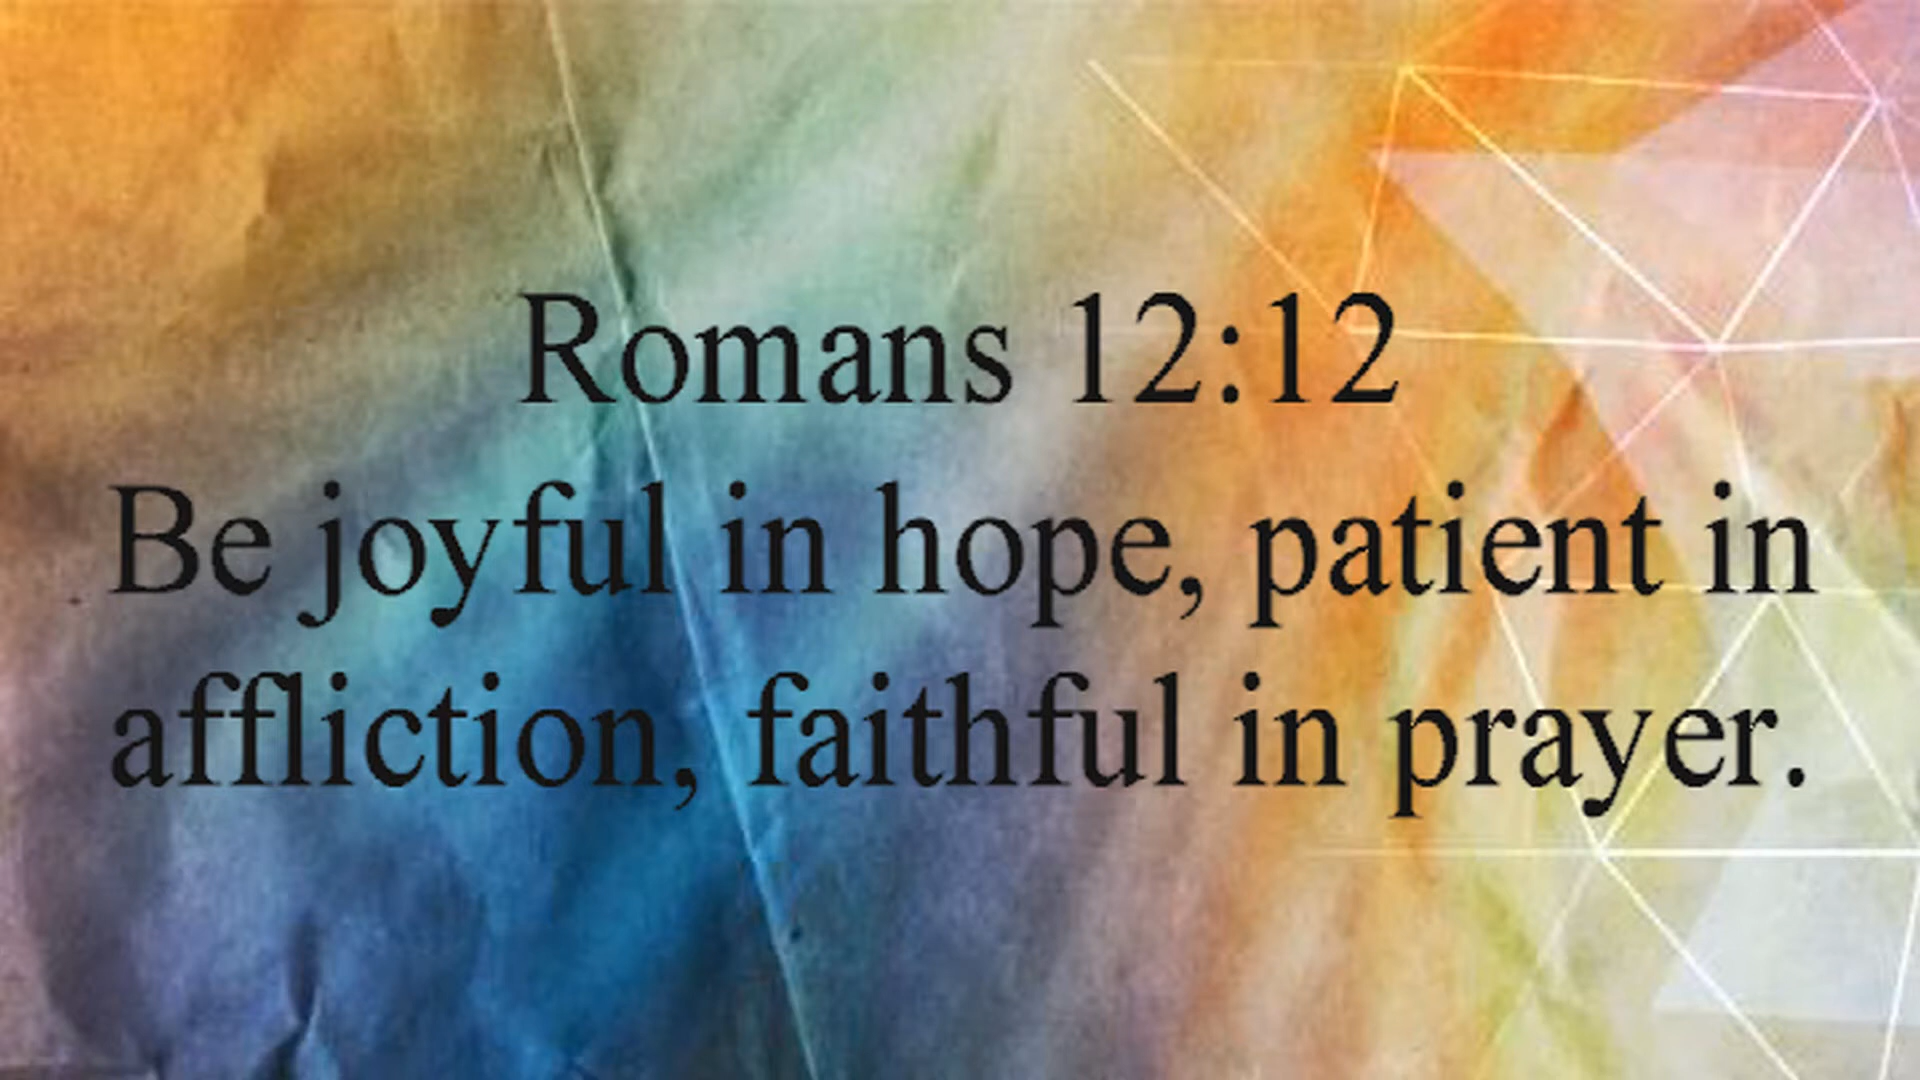 Romans 12:12
Be joyful in hope, patient in
affliction, faithful in prayer.